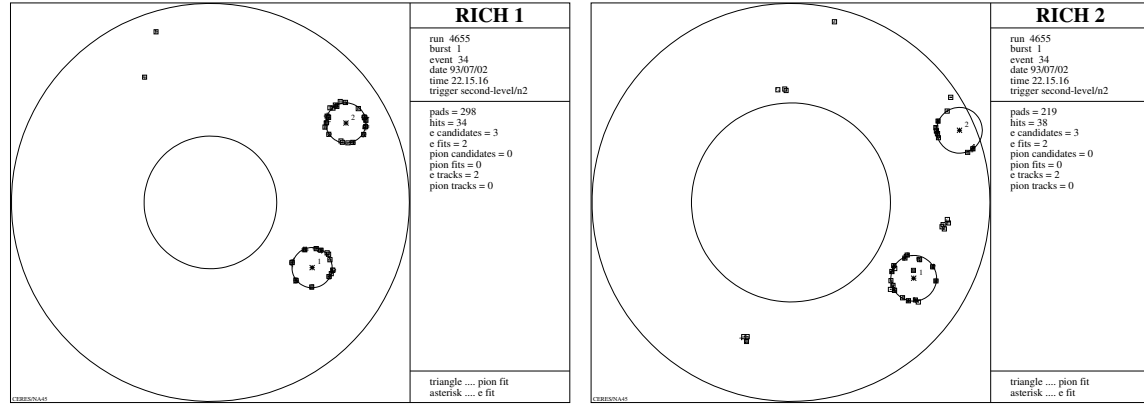 RICH 1
run 4655
burst 1
event 34
date 93/07/02
time 22.15.16
trigger second-level/n2
pads = 298
hits = 34
e candidates = 3
e fits = 2
pion candidates = 0
pion fits = 0
e tracks = 2
pion tracks = 0
2
1
triangle .... pion fit
asterisk .... e fit
CERES/NA45
RICH 2
run 4655
burst 1
event 34
date 93/07/02
time 22.15.16
trigger second-level/n2
pads = 219
hits = 38
e candidates = 3
e fits = 2
pion candidates = 0
pion fits = 0
e tracks = 2
pion tracks = 0
2
1
triangle .... pion fit
asterisk .... e fit
CERES/NA45